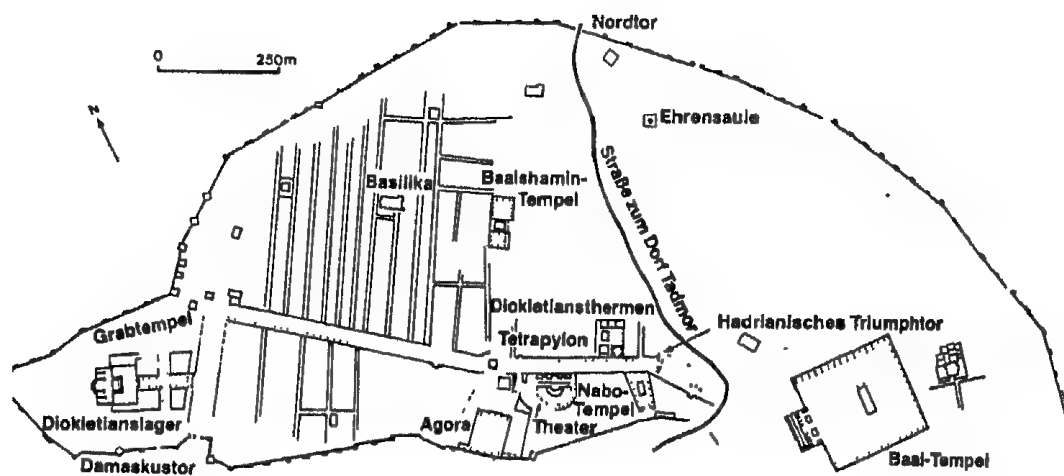 Nordtor
0
250m
N
Ehrensaule
Straße zum Dorf Tadmor
Basilika
Baalshamin-
Tempel
Diokletiansthermen
Grabtempel
Tetrapylon
Hadrianisches Triumphtor
Nabo-
Tempel
Diokletianslager
Agora
Theater
Damaskustor
Baal-Tempel